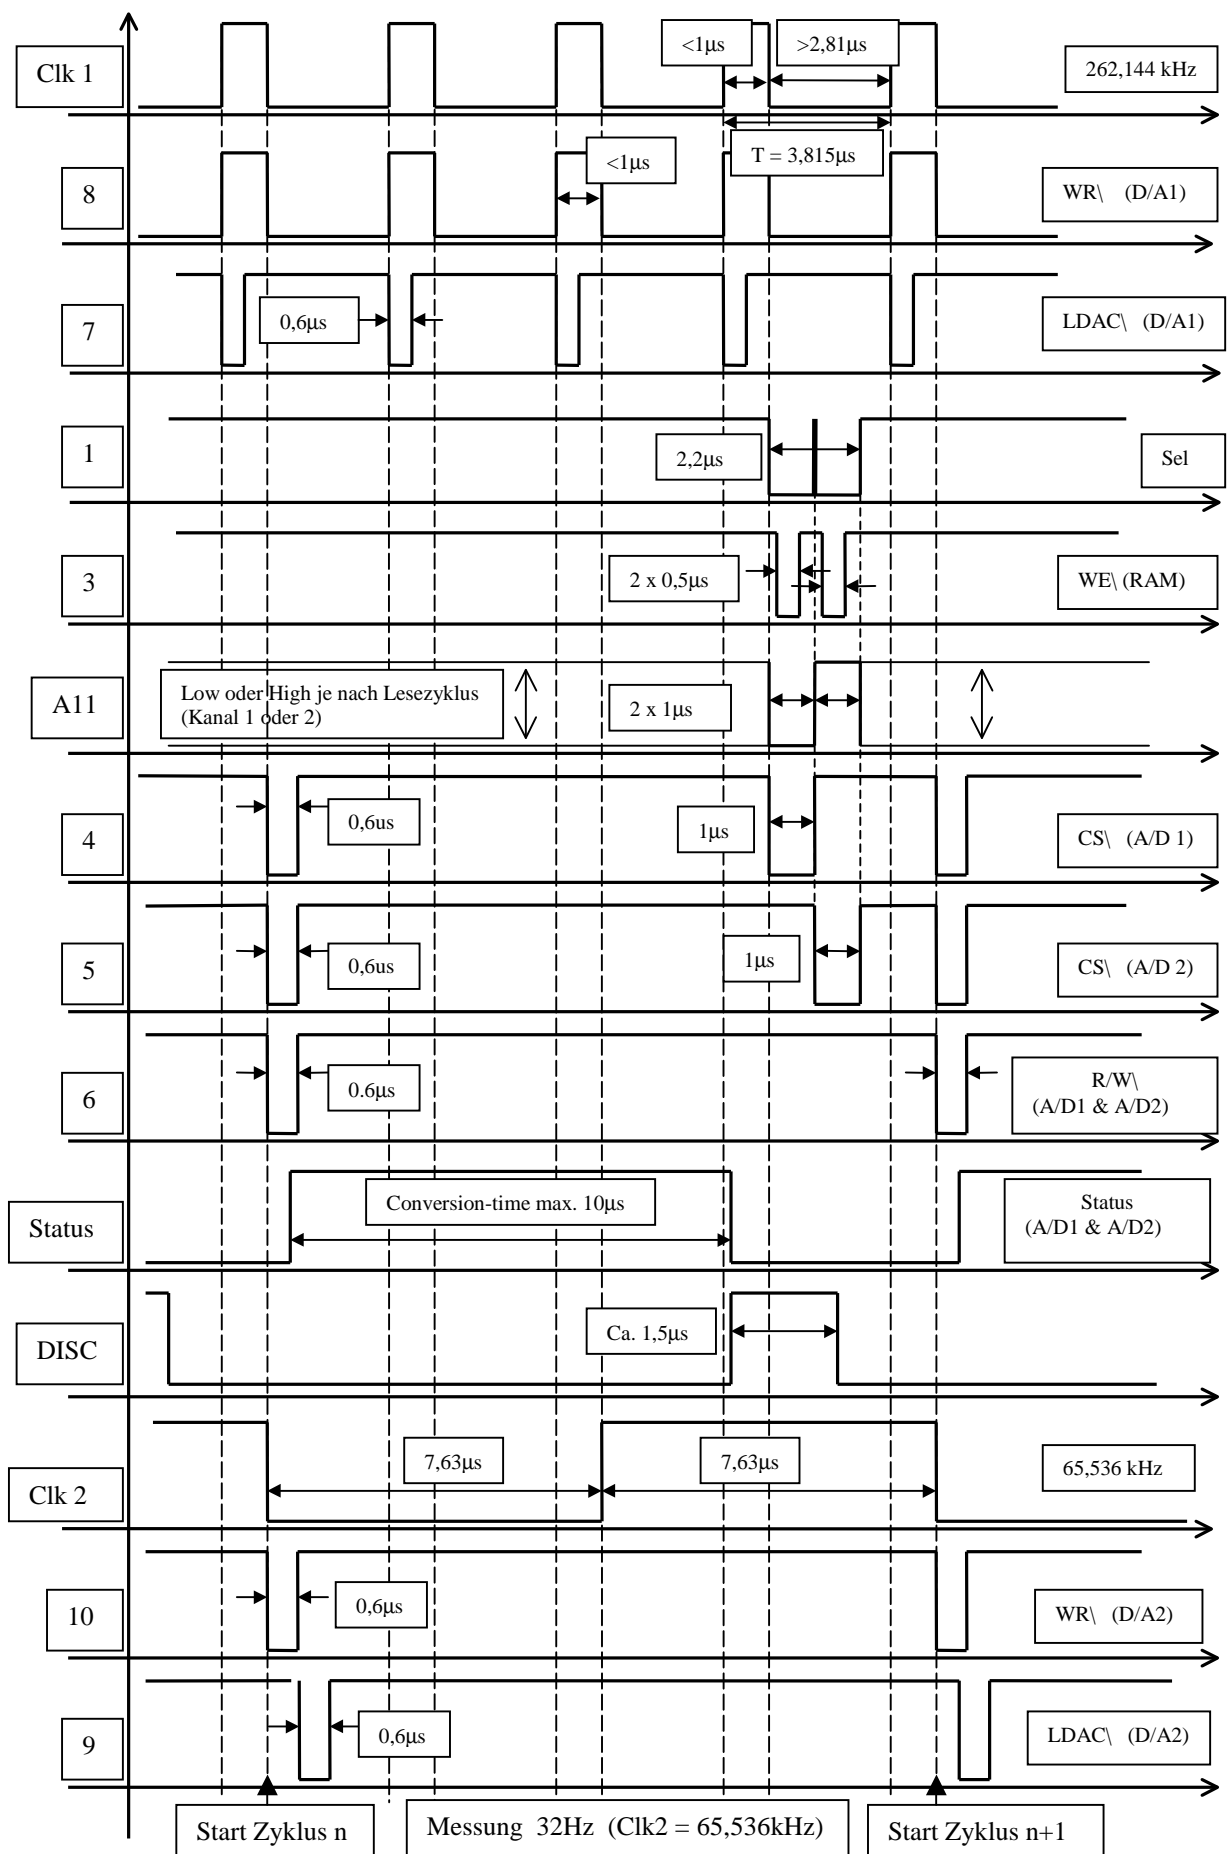 Clk 1
<1µs
>2,81µs
262,144 kHz
T = 3,815µs
8
<1µs
WR\ (D/A1)
7
0,6µs
LDAC\ (D/A1)
1
2,2µs
Sel
3
2 x 0,5µs
WE\ (RAM)
A11
Low oder High je nach Lesezyklus
(Kanal 1 oder 2)
2 x 1µs
4
0,6us
1µs
CS\ (A/D 1)
5
0,6us
1µs
CS\ (A/D 2)
6
0.6µs
R/W\
(A/D1 & A/D2)
Status
Conversion-time max. 10µs
Status
(A/D1 & A/D2)
DISC
Ca. 1,5µs
Clk 2
7,63µs
7,63µs
65,536 kHz
10
0,6µs
WR\ (D/A2)
9
0,6µs
LDAC\ (D/A2)
Start Zyklus n
Messung 32Hz (Clk2 = 65,536kHz)
Start Zyklus n+1